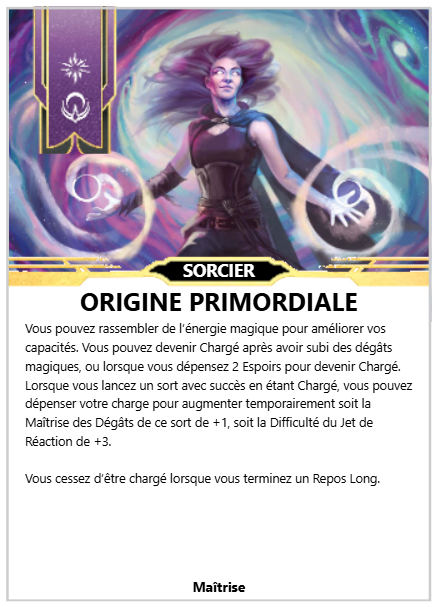 SORCIER
ORIGINE PRIMORDIALE
Vous pouvez rassembler de l'énergie magique pour améliorer vos
capacités. Vous pouvez devenir Chargé après avoir subi des dégâts
magiques, ou lorsque vous dépensez 2 Espoirs pour devenir Chargé.
Lorsque vous lancez un sort avec succès en étant Chargé, vous pouvez
dépenser votre charge pour augmenter temporairement soit la
Maîtrise des Dégâts de ce sort de +1, soit la Difficulté du Jet de
Réaction de +3.
Vous cessez d'être chargé lorsque vous terminez un Repos Long.
Maîtrise